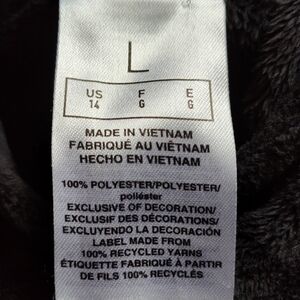 L
US F E
14 G G
MADE IN VIETNAM
FABRIQUÉ AU VIÊTNAM
HECHO EN VIETNAM
100% POLYESTER/POLYESTER/
poliéster
EXCLUSIVE OF DECORATION/
EXCLUSIF DES DÉCORATIONS/
EXCLUYENDO LA DECORACIÓN
LABEL MADE FROM
100% RECYCLED YARNS
ÉTIQUETTE FABRIQUÉ À PARTIR
DE FILS 100% RECYCLÉS